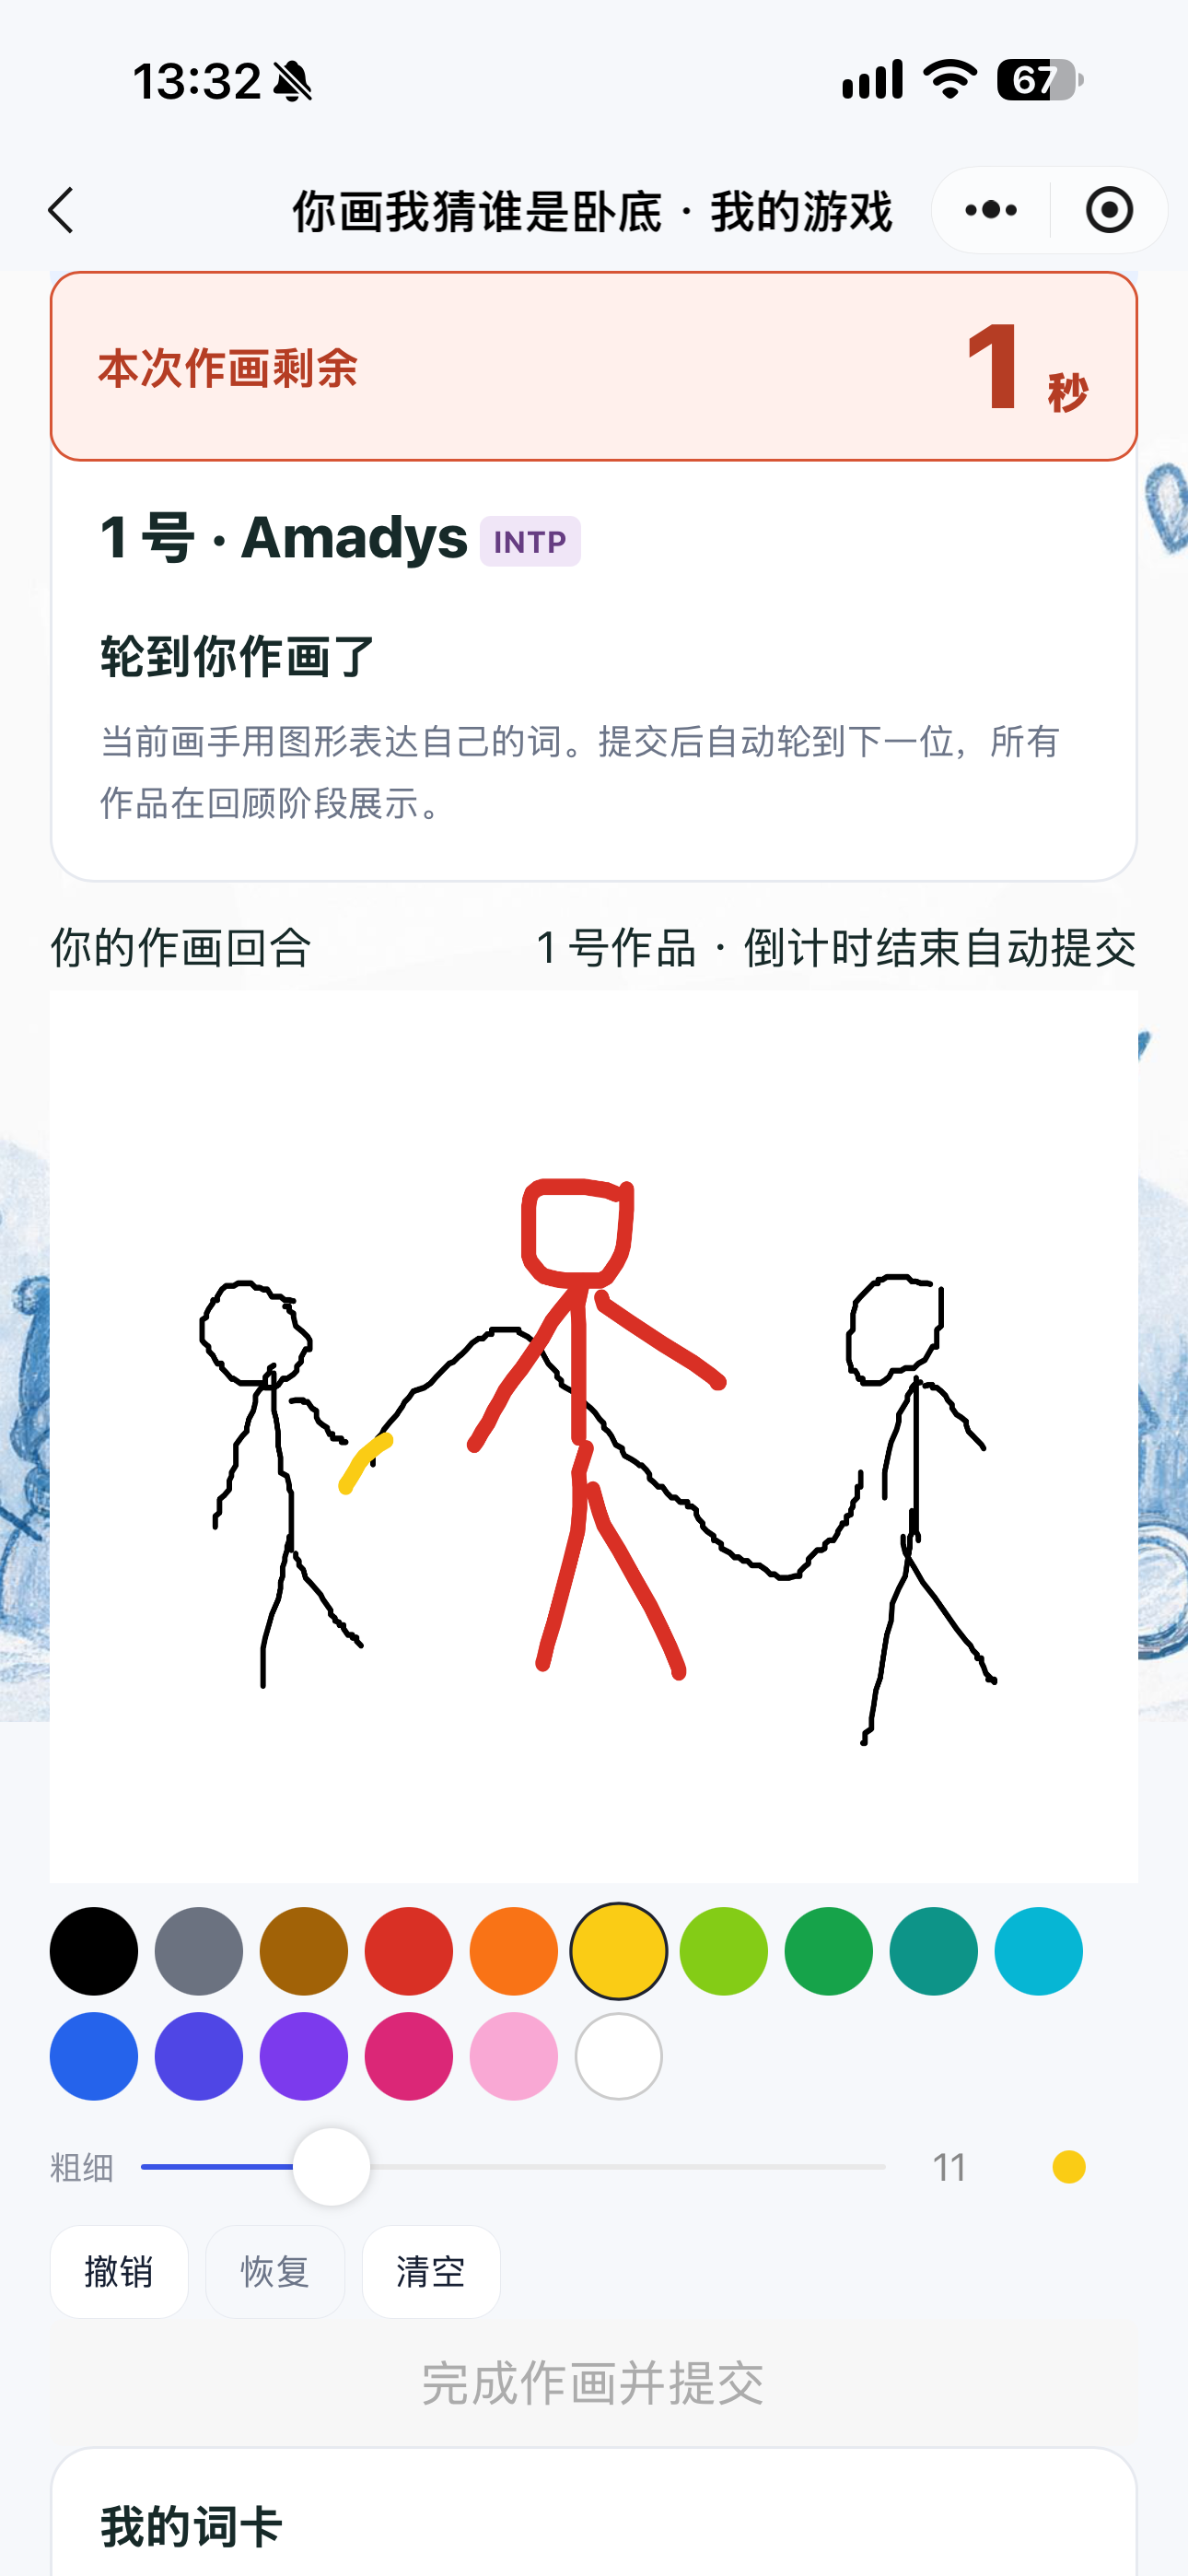 13:32
67
你画我猜谁是卧底 · 我的游戏
本次作画剩余 1 秒
1 号 · Amadys INTP
轮到你作画了
当前画手用图形表达自己的词。提交后自动轮到下一位，所有
作品在回顾阶段展示。
你的作画回合 1 号作品 · 倒计时结束自动提交
粗细 11
撤销 恢复 清空
完成作画并提交
我的词卡